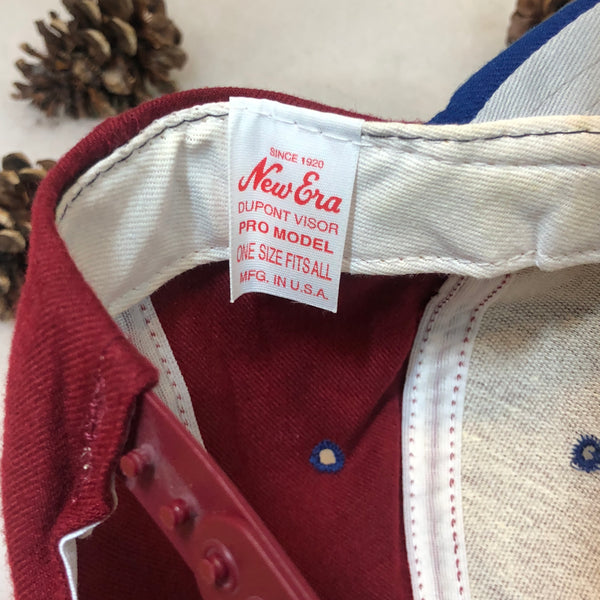 SINCE 1920
New Era
DUPONT VISOR
PRO MODEL
ONE SIZE FITS ALL
MFG. IN U.S.A.